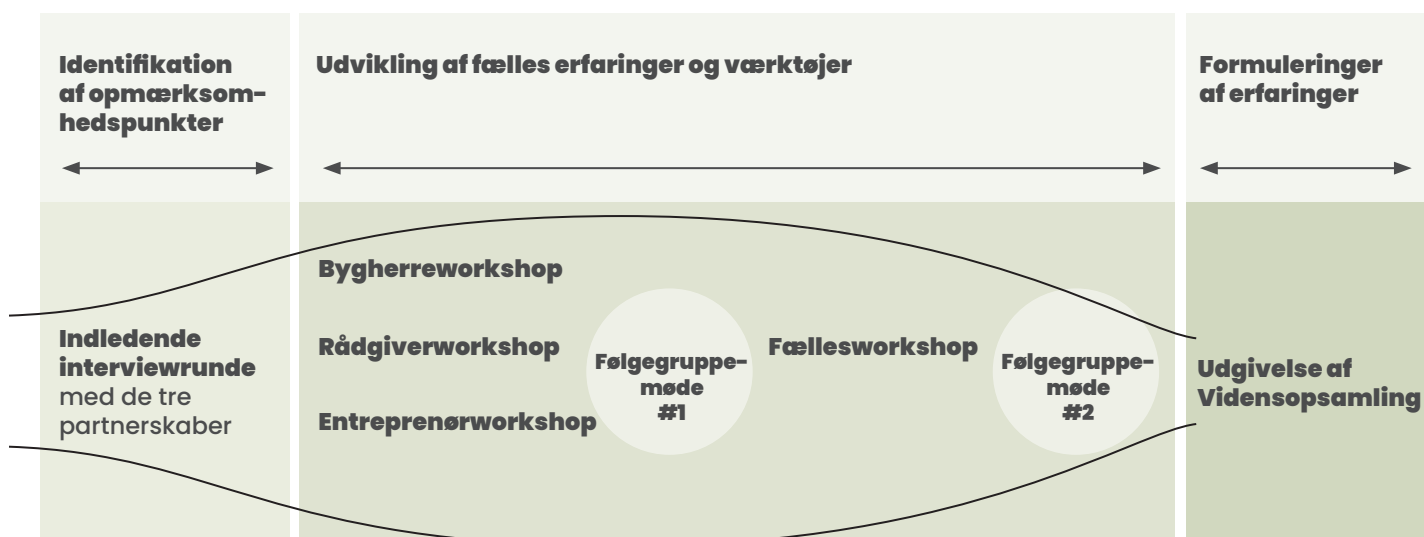 Identifikation
af opmærksom-
hedspunkter
Udvikling af fælles erfaringer og værktøjer
Formuleringer
af erfaringer
Indledende
interviewrunde
med de tre
partnerskaber
Bygherreworkshop
Rådgiverworkshop
Entreprenørworkshop
Følgegruppe-
møde
#1
Fællesworkshop
Følgegruppe-
møde
#2
Udgivelse af
Vidensopsamling